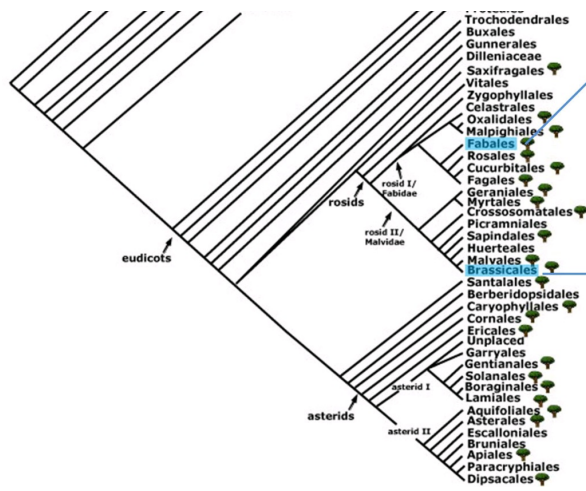 Trochodendrales
Buxales
Gunnerales
Dilleniaceae
Saxifragales
Vitales
Zygophyllales
Celastrales
Oxalidales
Malpighiales
Fabales
Rosales
Cucurbitales
Fagales
Geraniales
Myrtales
Crossosomatales
Picramniales
Sapindales
Huerteales
Malvales
Brassicales
Santalales
Berberidopsidales
Caryophyllales
Cornales
Ericales
Unplaced
Garryales
Gentianales
Solanales
Boraginales
Lamiales
Aquifoliales
Asterales
Escalloniales
Bruniales
Apiales
Paracryphiales
Dipsacales
rosid I/
Fabidae
rosids
rosid II/
Malvidae
eudicots
asterid I
asterids
asterid II